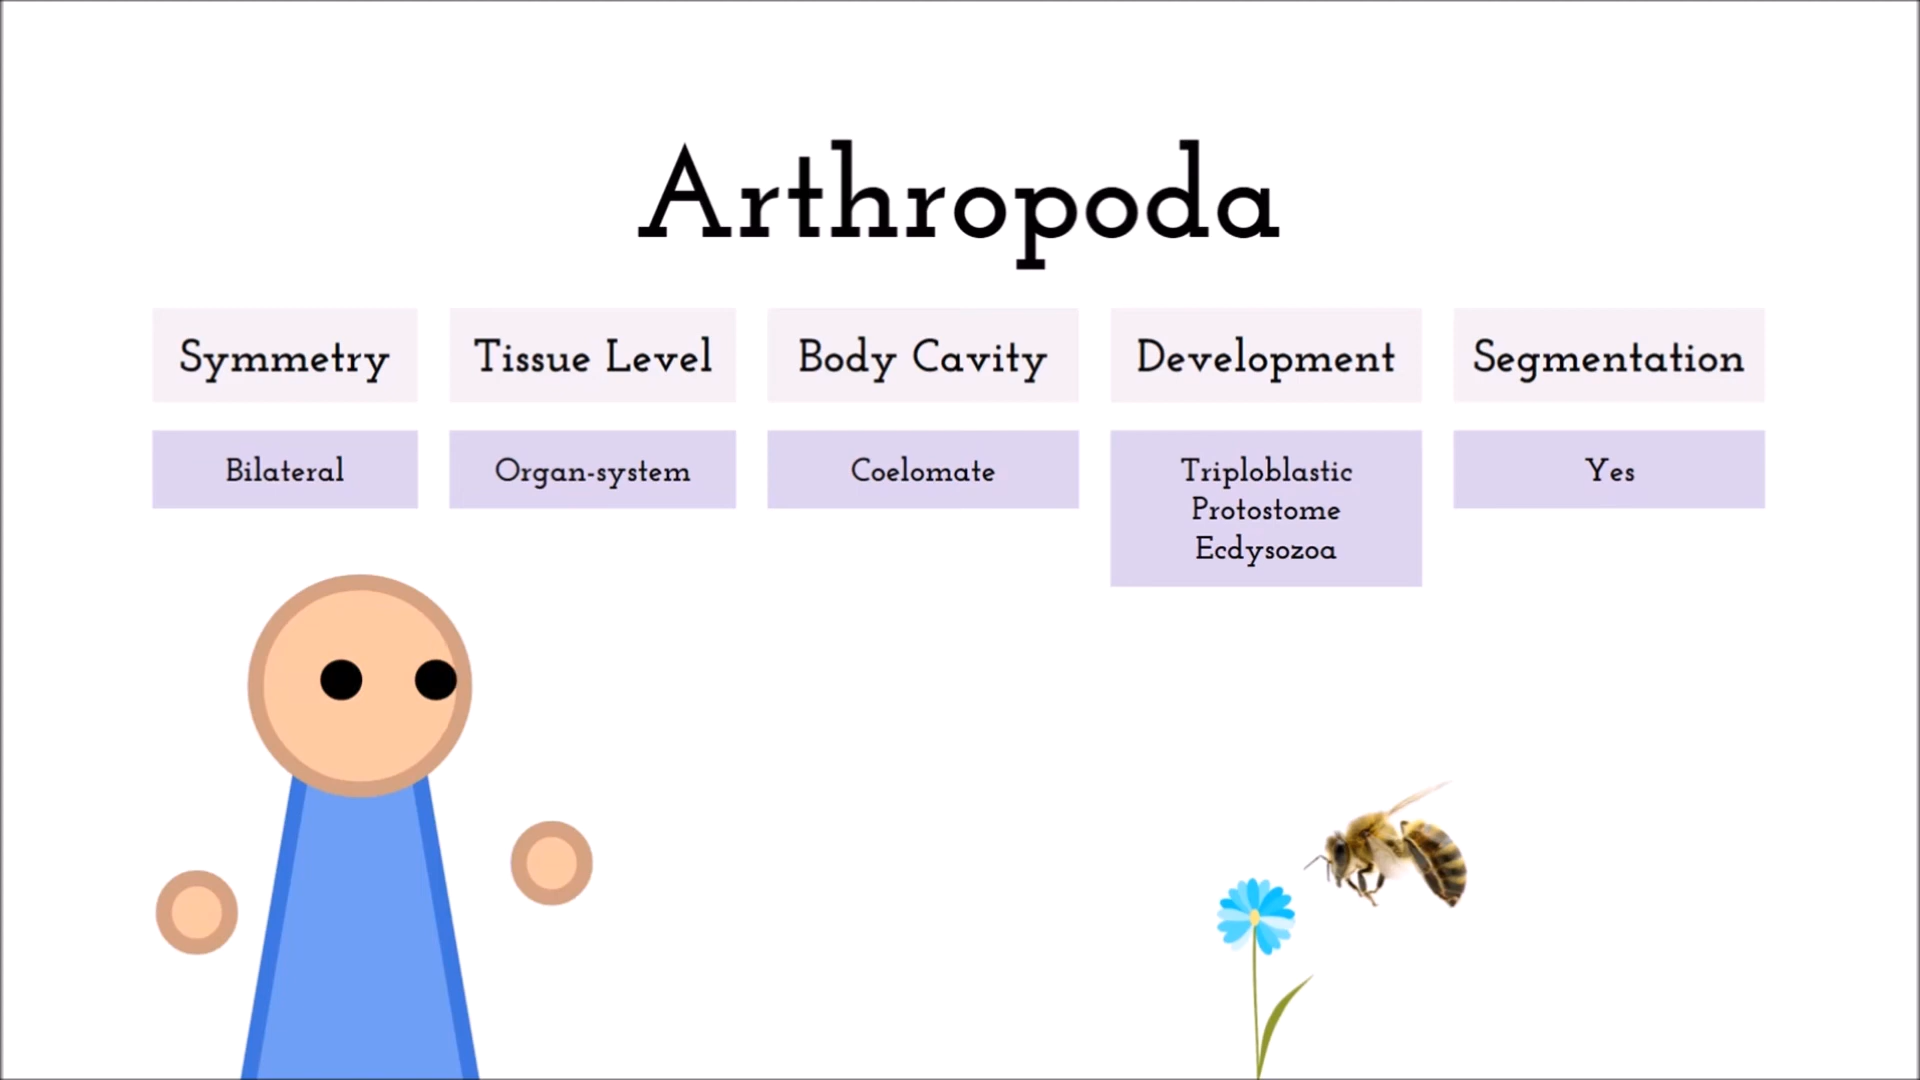 Arthropoda
Symmetry
Tissue Level
Body Cavity
Development
Segmentation
Bilateral
Organ-system
Coelomate
Triploblastic
Protostome
Ecdysozoa
Yes